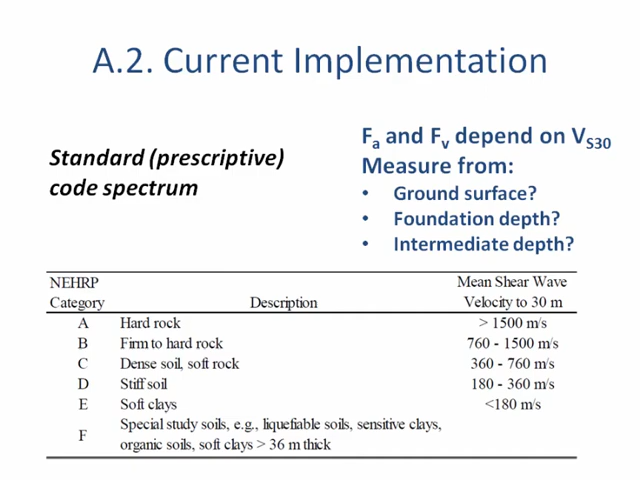 A.2. Current Implementation
Standard (prescriptive)
code spectrum
Fa and Fv depend on VS30
Measure from:
• Ground surface?
• Foundation depth?
• Intermediate depth?
NEHRP Category Description Mean Shear Wave Velocity to 30 m
A Hard rock > 1500 m/s
B Firm to hard rock 760 - 1500 m/s
C Dense soil, soft rock 360 - 760 m/s
D Stiff soil 180 - 360 m/s
E Soft clays <180 m/s
F Special study soils, e.g., liquefiable soils, sensitive clays,
organic soils, soft clays > 36 m thick